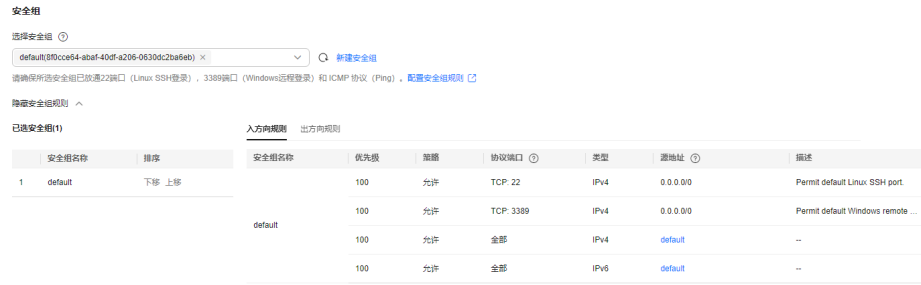 安全组
选择安全组
default(8f0cce64-abaf-40df-a206-0630dc2ba6eb) ×
新建安全组
请确保所选安全组已放通22端口（Linux SSH登录），3389端口（Windows远程登录）和 ICMP 协议（Ping）。配置安全组规则
隐藏安全组规则
已选安全组(1)
入方向规则 出方向规则
安全组名称 排序
安全组名称 优先级 策略 协议端口 类型 源地址 描述
1 default 下移 上移
default
100 允许 TCP: 22 IPv4 0.0.0.0/0 Permit default Linux SSH port.
100 允许 TCP: 3389 IPv4 0.0.0.0/0 Permit default Windows remote ...
100 允许 全部 IPv4 default --
100 允许 全部 IPv6 default --